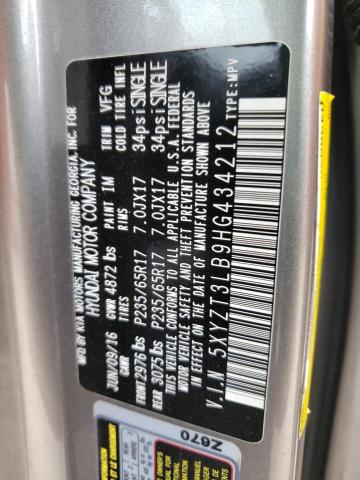 MFD.BY KIA MOTORS MANUFACTURING GEORGIA, INC. FOR
HYUNDAI MOTOR COMPANY
JUN/09/16 GVWR 4872 lbs PAINT IM TRIM VFG
GAWR TIRES RIMS COLD TIRE INFL
FRONT 2976 lbs P235/65R17 7.0JX17 34psi SINGLE
REAR 3075 lbs P235/65R17 7.0JX17 34psi SINGLE
THIS VEHICLE CONFORMS TO ALL APPLICABLE U.S.A. FEDERAL
MOTOR VEHICLE SAFETY AND THEFT PREVENTION STANDARDS
IN EFFECT ON THE DATE OF MANUFACTURE SHOWN ABOVE.
V.I.N: 5XYZT3LB9HG434212 TYPE:MPV
Z670